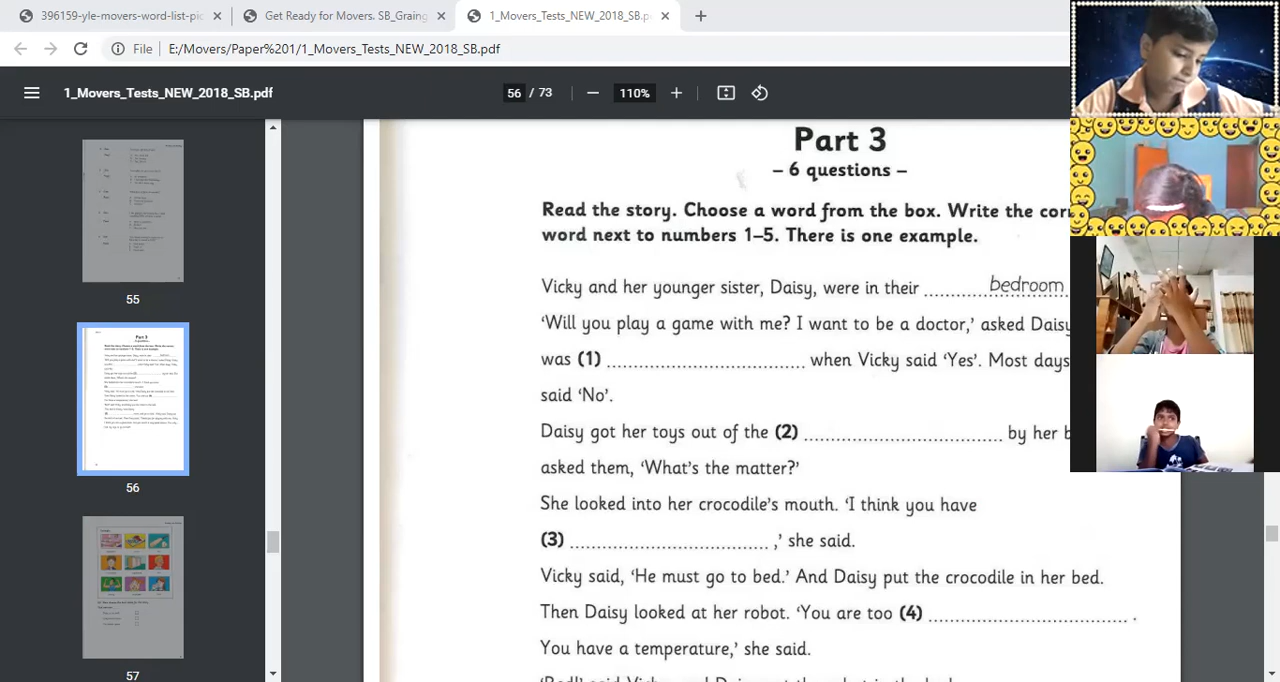 396159-yle-movers-word-list-pic
Get Ready for Movers. SB_Graing
1_Movers_Tests_NEW_2018_SB.p
File E:/Movers/Paper%201/1_Movers_Tests_NEW_2018_SB.pdf
1_Movers_Tests_NEW_2018_SB.pdf
56 / 73
110%
55
56
57
Part 3
– 6 questions –
Read the story. Choose a word from the box. Write the corr
word next to numbers 1–5. There is one example.
Vicky and her younger sister, Daisy, were in their bedroom
‘Will you play a game with me? I want to be a doctor,’ asked Daisy
was (1) when Vicky said ‘Yes’. Most days
said ‘No’.
Daisy got her toys out of the (2) by her b
asked them, ‘What’s the matter?’
She looked into her crocodile’s mouth. ‘I think you have
(3) ,’ she said.
Vicky said, ‘He must go to bed.’ And Daisy put the crocodile in her bed.
Then Daisy looked at her robot. ‘You are too (4) .
You have a temperature,’ she said.